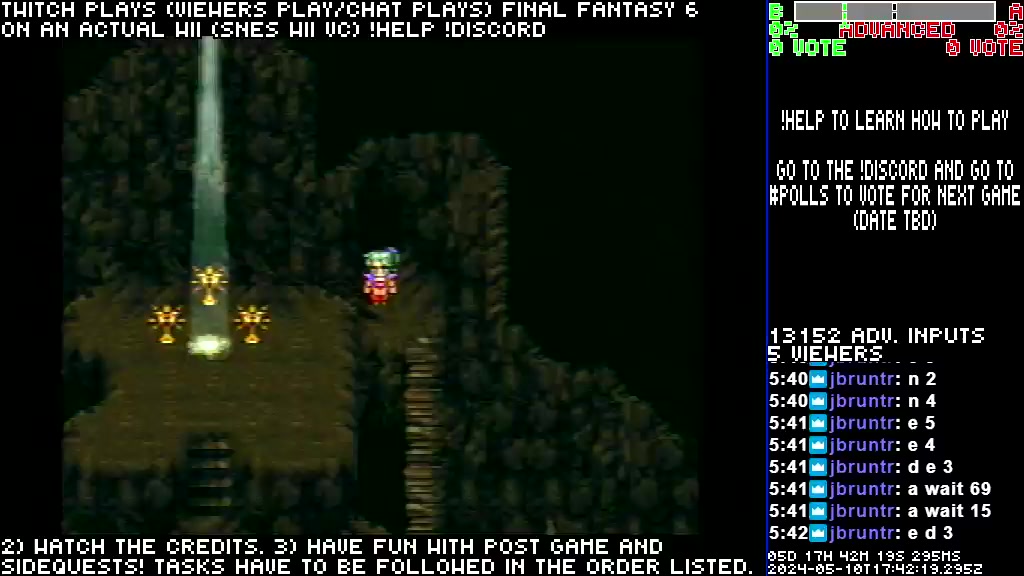 TWITCH PLAYS (VIEWERS PLAY/CHAT PLAYS) FINAL FANTASY 6
ON AN ACTUAL WII (SNES WII VC) !HELP !DISCORD
B A
0% ADVANCED 0%
0 VOTE 0 VOTE
!HELP TO LEARN HOW TO PLAY
GO TO THE !DISCORD AND GO TO
#POLLS TO VOTE FOR NEXT GAME
(DATE TBD)
13152 ADV. INPUTS
5 VIEWERS
5:40 jbruntr: n 2
5:40 jbruntr: n 4
5:41 jbruntr: e 5
5:41 jbruntr: e 4
5:41 jbruntr: d e 3
5:41 jbruntr: a wait 69
5:41 jbruntr: a wait 15
5:42 jbruntr: e d 3
2) WATCH THE CREDITS. 3) HAVE FUN WITH POST GAME AND
SIDEQUESTS! TASKS HAVE TO BE FOLLOWED IN THE ORDER LISTED.
05D 17H 42M 19S 295MS
2024-05-10T17:42:19.295Z